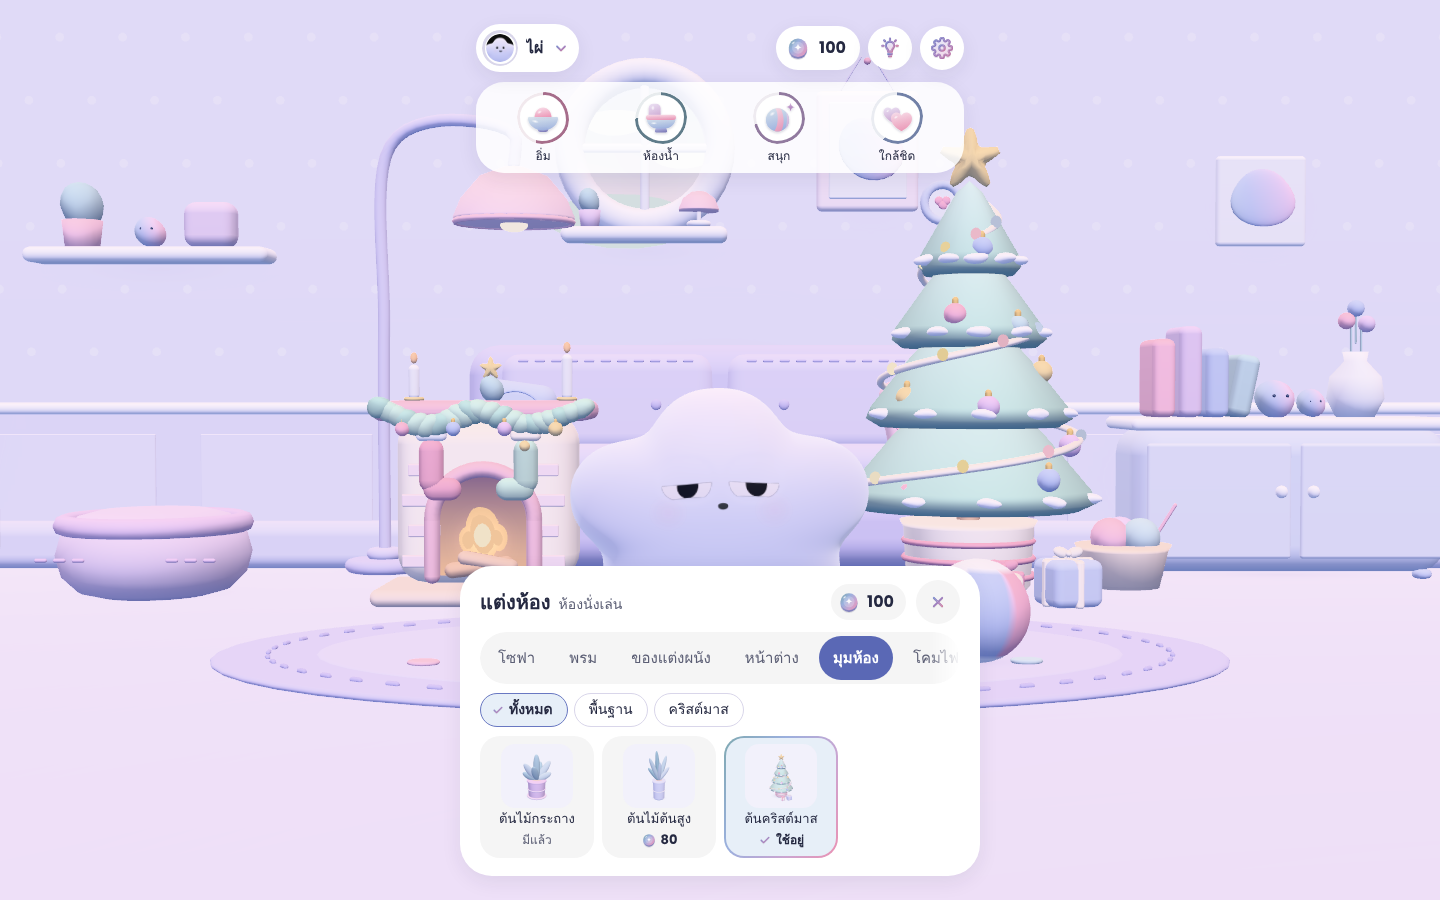 ไผ่
100
อิ่ม
ห้องน้ำ
สนุก
ใกล้ชิด
แต่งห้อง ห้องนั่งเล่น
100
โซฟา พรม ของแต่งผนัง หน้าต่าง มุมห้อง โคมไฟ
ทั้งหมด พื้นฐาน คริสต์มาส
ต้นไม้กระถาง ต้นไม้ต้นสูง ต้นคริสต์มาส
มีแล้ว 80 ใช้อยู่